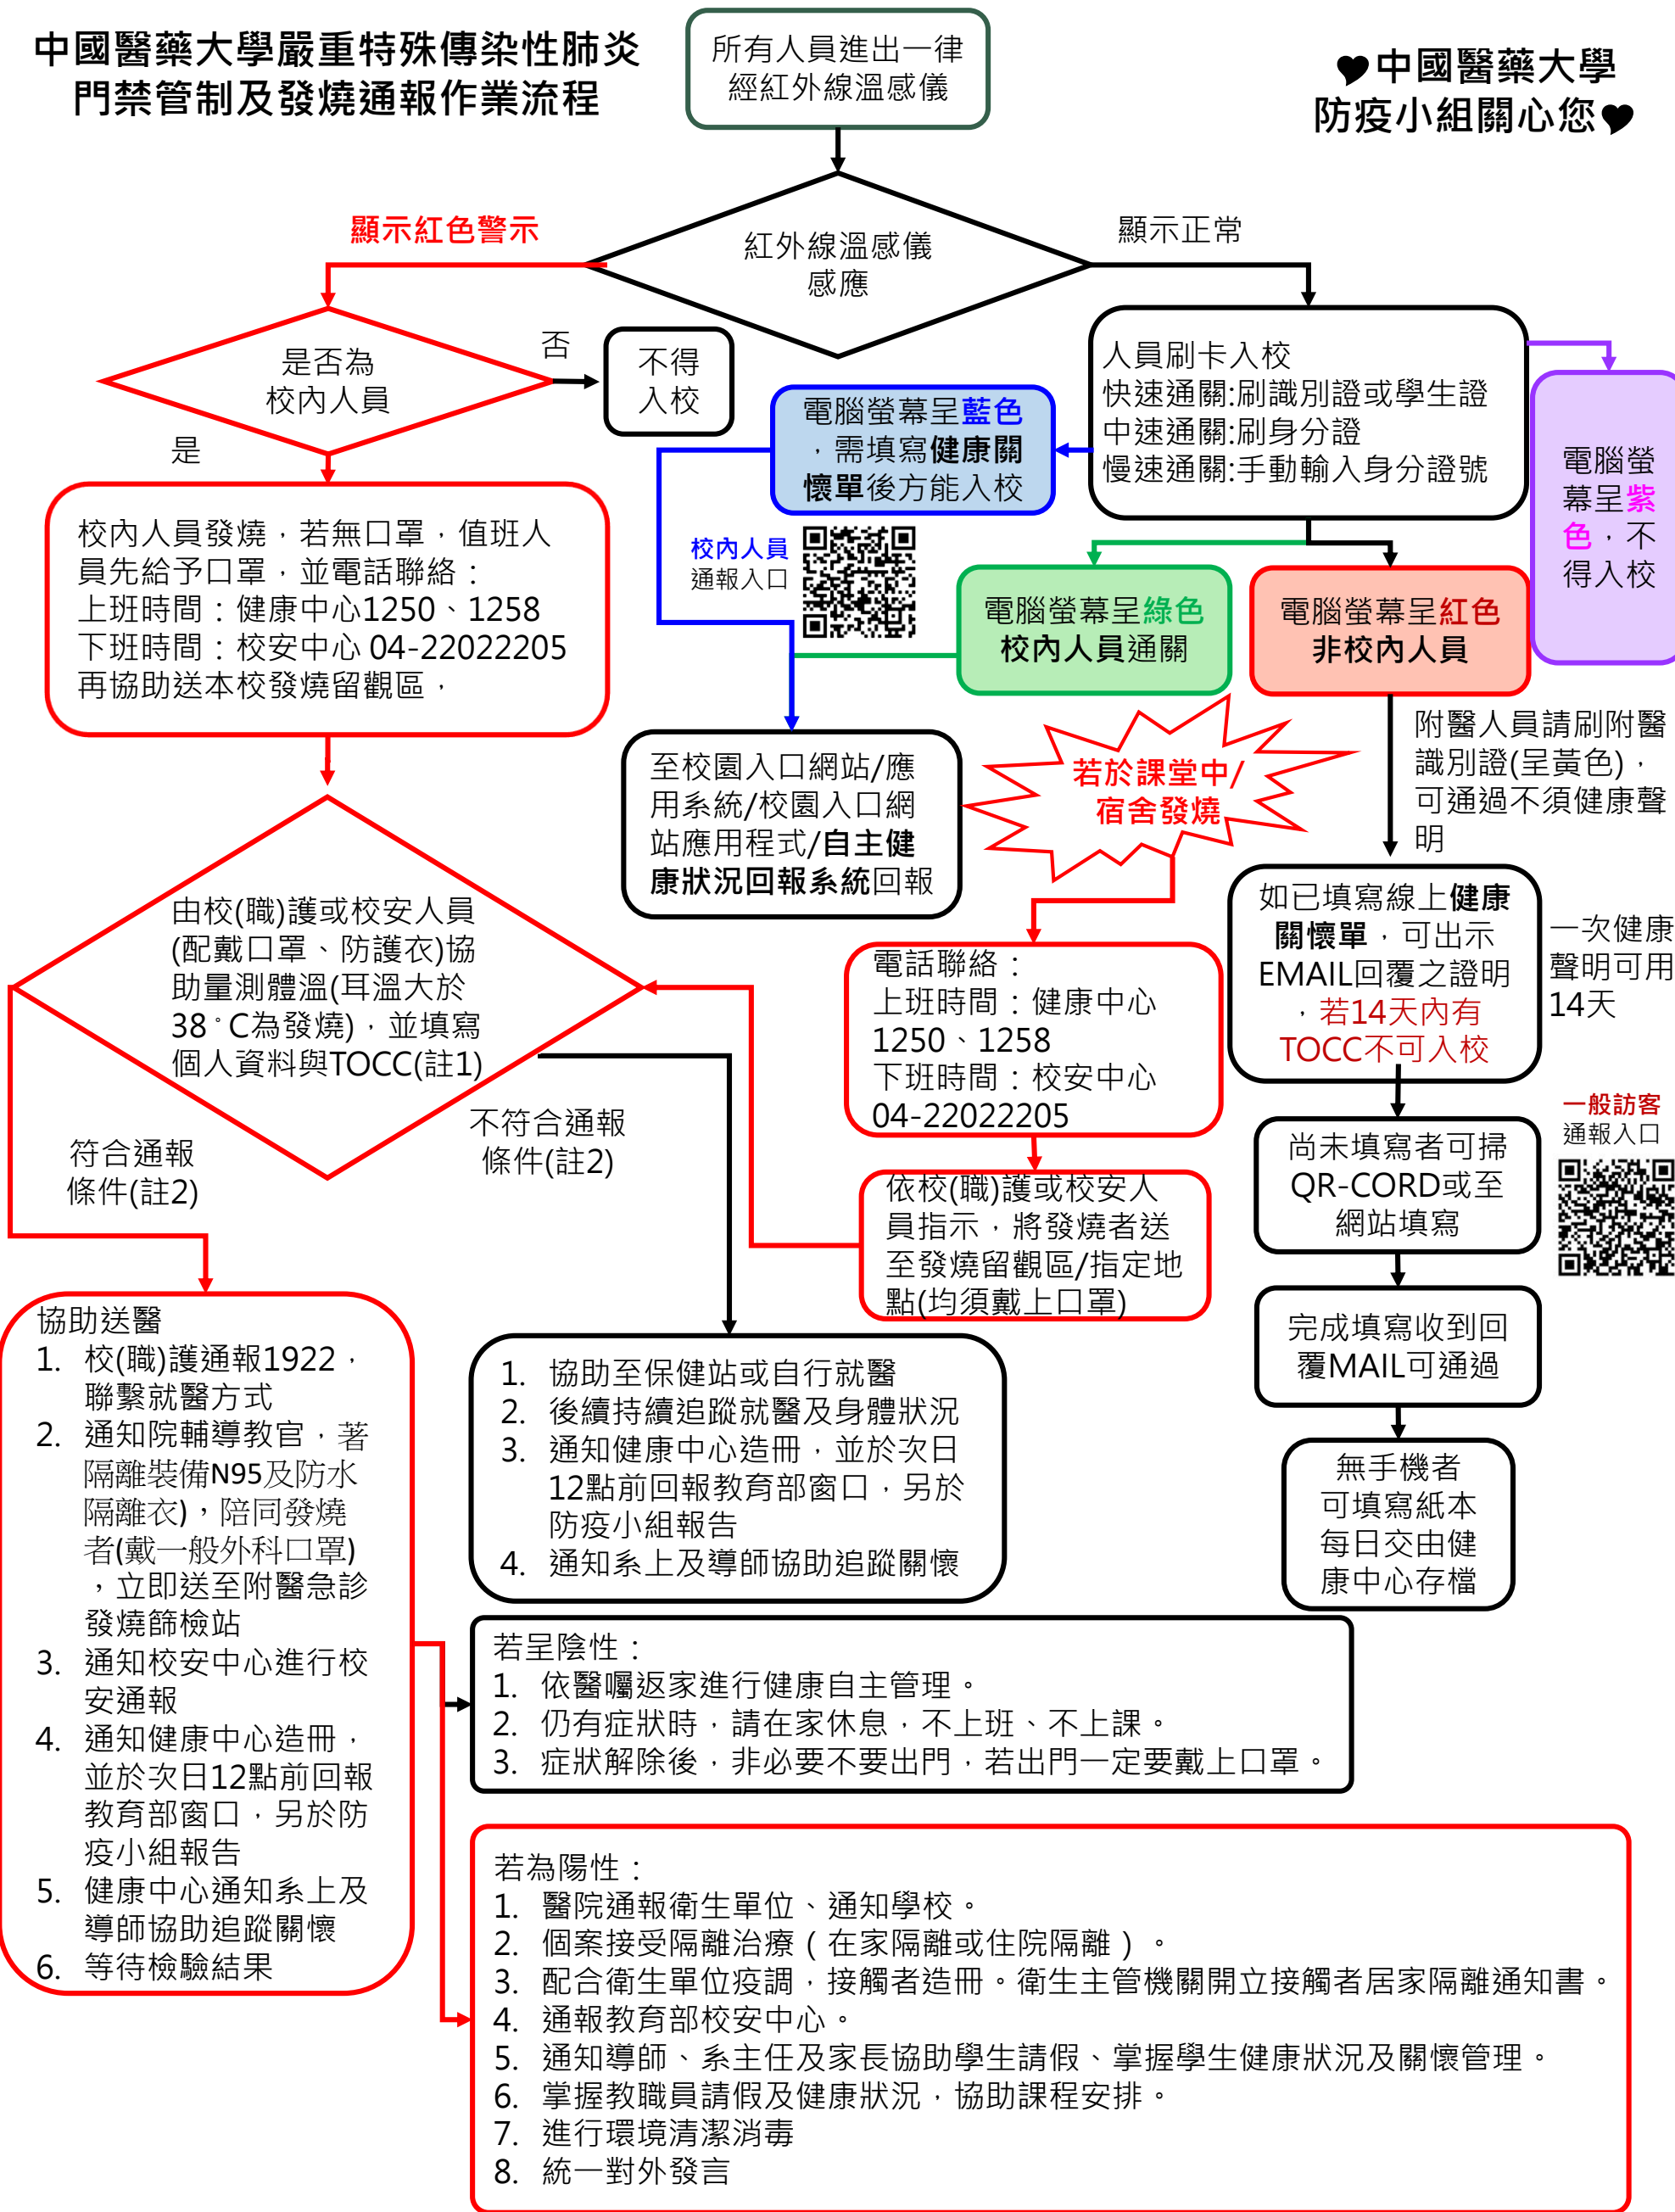 中國醫藥大學嚴重特殊傳染性肺炎
門禁管制及發燒通報作業流程
所有人員進出一律
經紅外線溫感儀
❤中國醫藥大學
防疫小組關心您❤
顯示紅色警示
紅外線溫感儀
感應
顯示正常
是否為
校內人員
否
不得
入校
是
人員刷卡入校
快速通關:刷識別證或學生證
中速通關:刷身分證
慢速通關:手動輸入身分證號
電腦螢幕呈藍色
，需填寫健康關
懷單後方能入校
電腦螢
幕呈紫
色，不
得入校
校內人員
通報入口
電腦螢幕呈綠色
校內人員通關
電腦螢幕呈紅色
非校內人員
校內人員發燒，若無口罩，值班人
員先給予口罩，並電話聯絡：
上班時間：健康中心1250、1258
下班時間：校安中心 04-22022205
再協助送本校發燒留觀區，
至校園入口網站/應
用系統/校園入口網
站應用程式/自主健
康狀況回報系統回報
若於課堂中/
宿舍發燒
附醫人員請刷附醫
識別證(呈黃色)，
可通過不須健康聲
明
由校(職)護或校安人員
(配戴口罩、防護衣)協
助量測體溫(耳溫大於
38°C為發燒)，並填寫
個人資料與TOCC(註1)
電話聯絡：
上班時間：健康中心
1250、1258
下班時間：校安中心
04-22022205
如已填寫線上健康
關懷單，可出示
EMAIL回覆之證明
，若14天內有
TOCC不可入校
一次健康
聲明可用
14天
符合通報
條件(註2)
不符合通報
條件(註2)
依校(職)護或校安人
員指示，將發燒者送
至發燒留觀區/指定地
點(均須戴上口罩)
尚未填寫者可掃
QR-CORD或至
網站填寫
一般訪客
通報入口
完成填寫收到回
覆MAIL可通過
無手機者
可填寫紙本
每日交由健
康中心存檔
協助送醫
1. 校(職)護通報1922，
聯繫就醫方式
2. 通知院輔導教官，著
隔離裝備N95及防水
隔離衣)，陪同發燒
者(戴一般外科口罩)
，立即送至附醫急診
發燒篩檢站
3. 通知校安中心進行校
安通報
4. 通知健康中心造冊，
並於次日12點前回報
教育部窗口，另於防
疫小組報告
5. 健康中心通知系上及
導師協助追蹤關懷
6. 等待檢驗結果
1. 協助至保健站或自行就醫
2. 後續持續追蹤就醫及身體狀況
3. 通知健康中心造冊，並於次日
12點前回報教育部窗口，另於
防疫小組報告
4. 通知系上及導師協助追蹤關懷
若呈陰性：
1. 依醫囑返家進行健康自主管理。
2. 仍有症狀時，請在家休息，不上班、不上課。
3. 症狀解除後，非必要不要出門，若出門一定要戴上口罩。
若為陽性：
1. 醫院通報衛生單位、通知學校。
2. 個案接受隔離治療（在家隔離或住院隔離）。
3. 配合衛生單位疫調，接觸者造冊。衛生主管機關開立接觸者居家隔離通知書。
4. 通報教育部校安中心。
5. 通知導師、系主任及家長協助學生請假、掌握學生健康狀況及關懷管理。
6. 掌握教職員請假及健康狀況，協助課程安排。
7. 進行環境清潔消毒
8. 統一對外發言